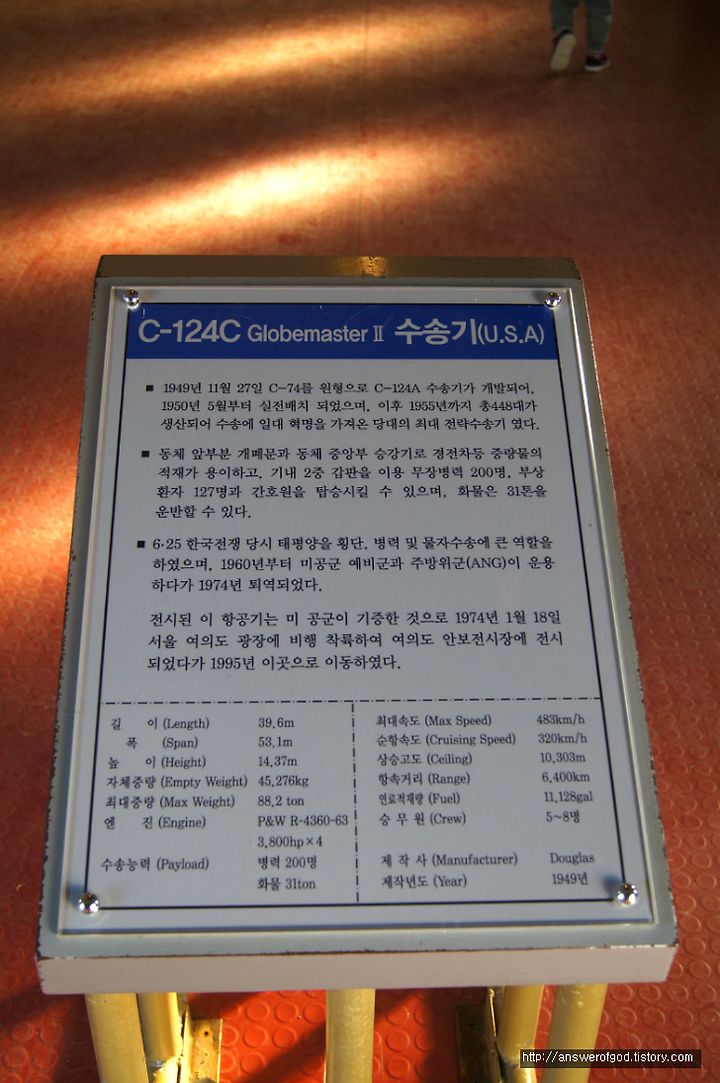 C-124C Globemaster Ⅱ 수송기(U.S.A)
■ 1949년 11월 27일 C-74를 원형으로 C-124A 수송기가 개발되어,
1950년 5월부터 실전배치 되었으며, 이후 1955년까지 총448대가
생산되어 수송에 일대 혁명을 가져온 당대의 최대 전략수송기 였다.
■ 동체 앞부분 개폐문과 동체 중앙부 승강기로 경전차등 중량물의
적재가 용이하고, 기내 2중 갑판을 이용 무장병력 200명, 부상
환자 127명과 간호원을 탑승시킬 수 있으며, 화물은 31톤을
운반할 수 있다.
■ 6·25 한국전쟁 당시 태평양을 횡단, 병력 및 물자수송에 큰 역할을
하였으며, 1960년부터 미공군 예비군과 주방위군(ANG)이 운용
하다가 1974년 퇴역되었다.
전시된 이 항공기는 미 공군이 기증한 것으로 1974년 1월 18일
서울 여의도 광장에 비행 착륙하여 여의도 안보전시장에 전시
되었다가 1995년 이곳으로 이동하였다.
길 이 (Length) 39.6m
폭 (Span) 53.1m
높 이 (Height) 14.37m
자체중량 (Empty Weight) 45,276kg
최대중량 (Max Weight) 88.2 ton
엔 진 (Engine) P&W R-4360-63
3,800hp×4
수송능력 (Payload) 병력 200명
화물 31ton
최대속도 (Max Speed) 483km/h
순항속도 (Cruising Speed) 320km/h
상승고도 (Ceiling) 10,303m
항속거리 (Range) 6,400km
연료적재량 (Fuel) 11,128gal
승 무 원 (Crew) 5~8명
제 작 사 (Manufacturer) Douglas
제작년도 (Year) 1949년
http://answerofgod.tistory.com